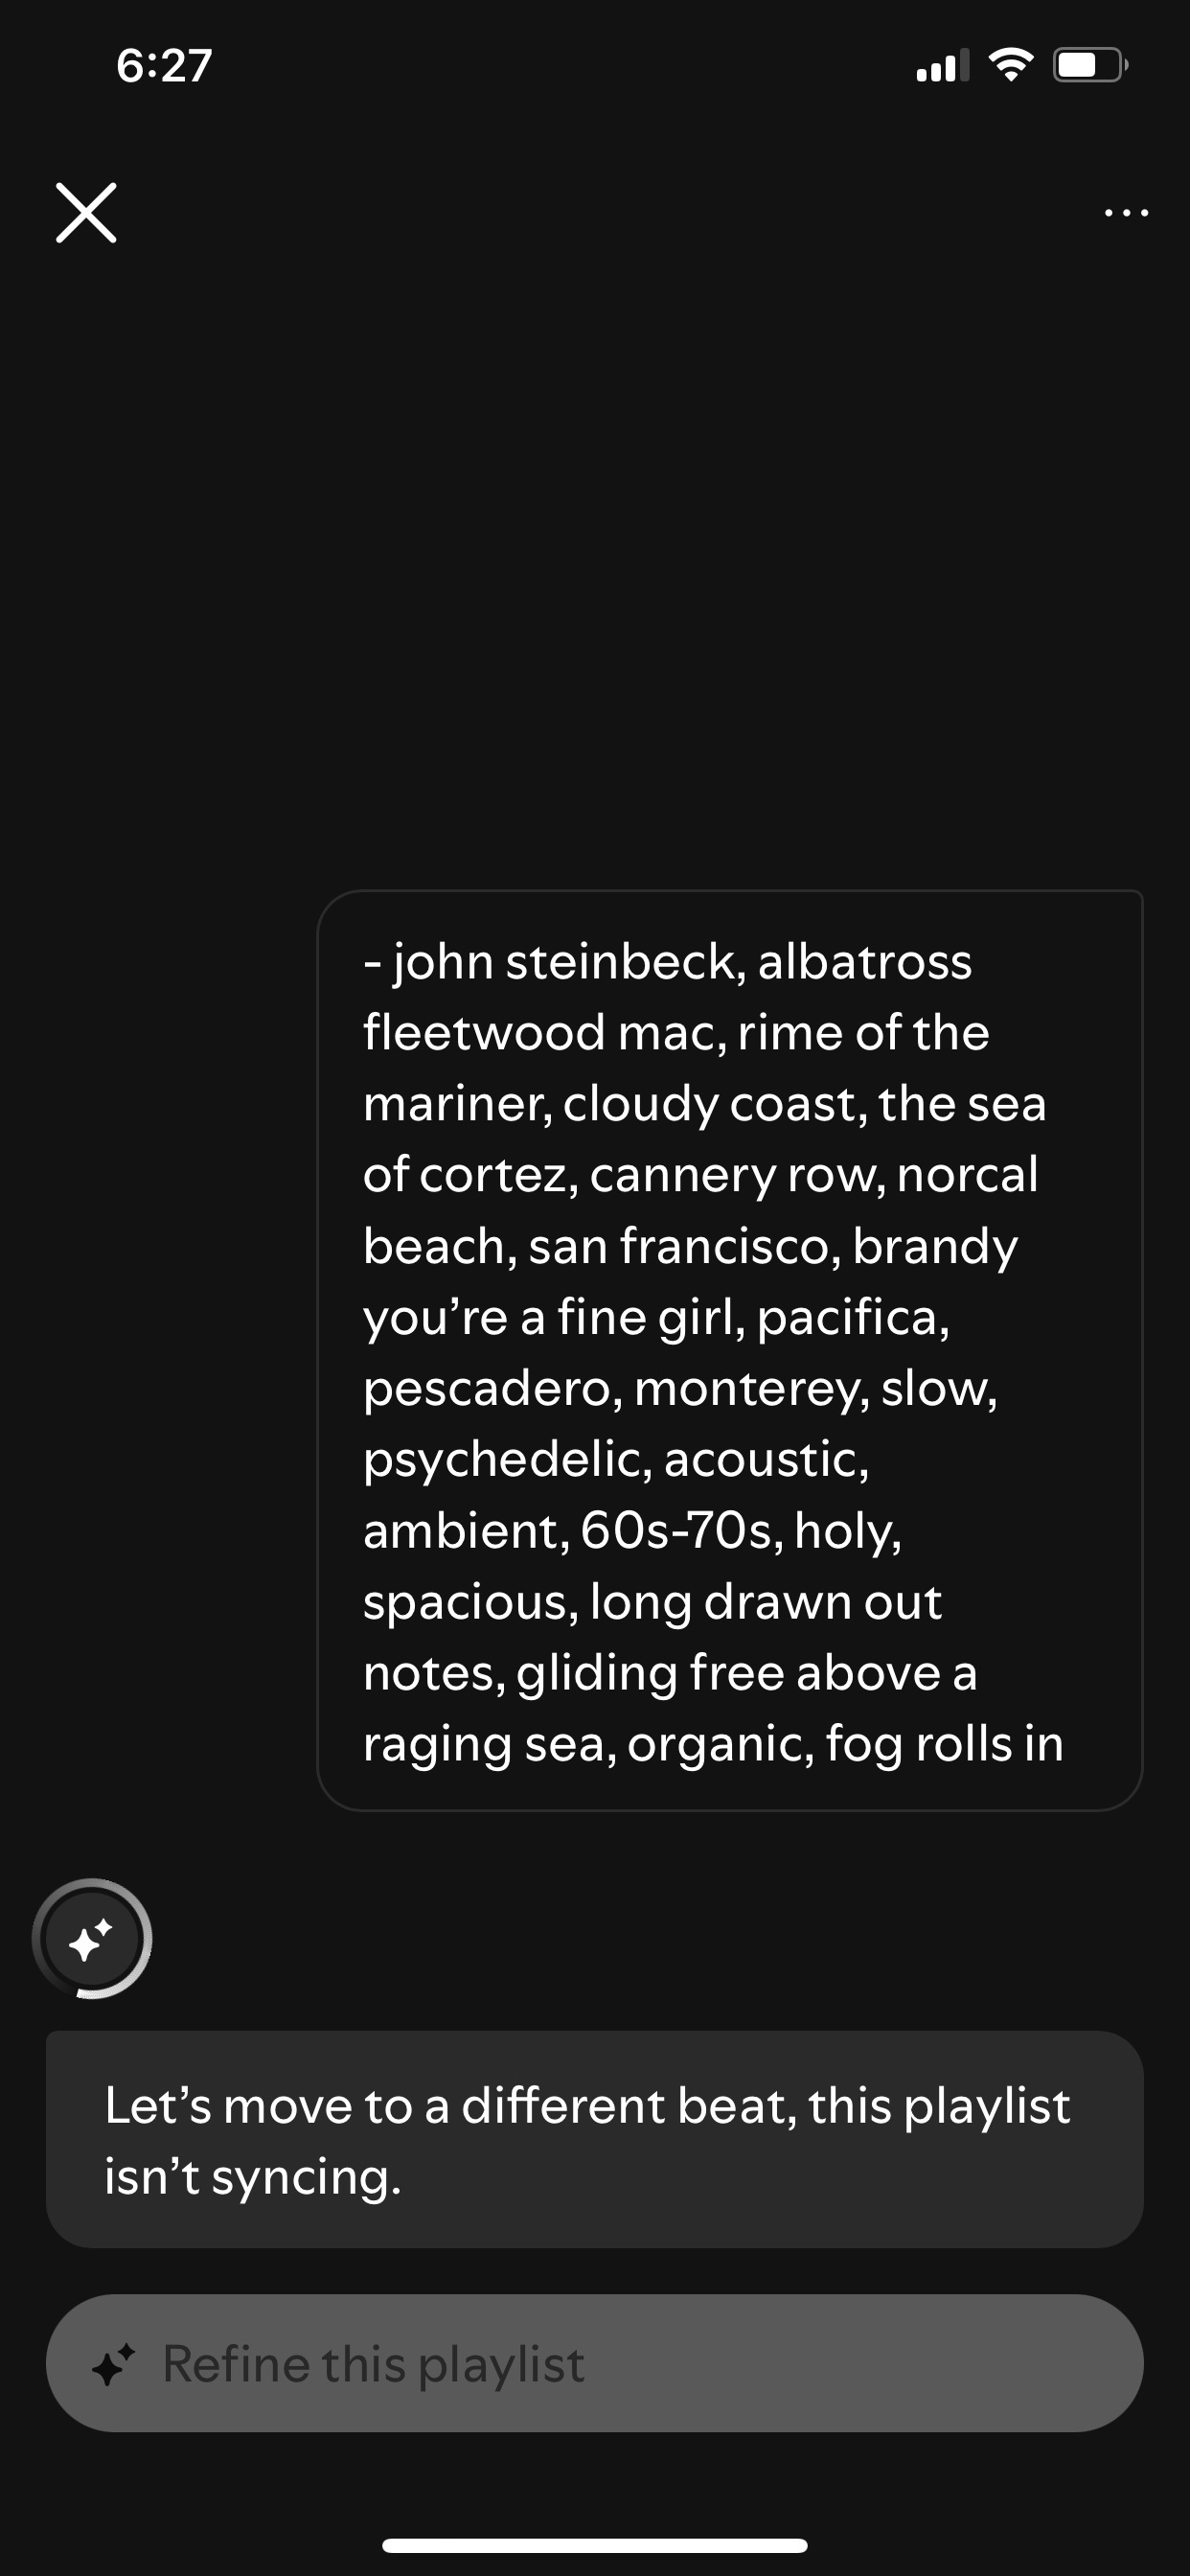 6:27
- john steinbeck, albatross
fleetwood mac, rime of the
mariner, cloudy coast, the sea
of cortez, cannery row, norcal
beach, san francisco, brandy
you’re a fine girl, pacifica,
pescadero, monterey, slow,
psychedelic, acoustic,
ambient, 60s-70s, holy,
spacious, long drawn out
notes, gliding free above a
raging sea, organic, fog rolls in
Let’s move to a different beat, this playlist
isn’t syncing.
Refine this playlist